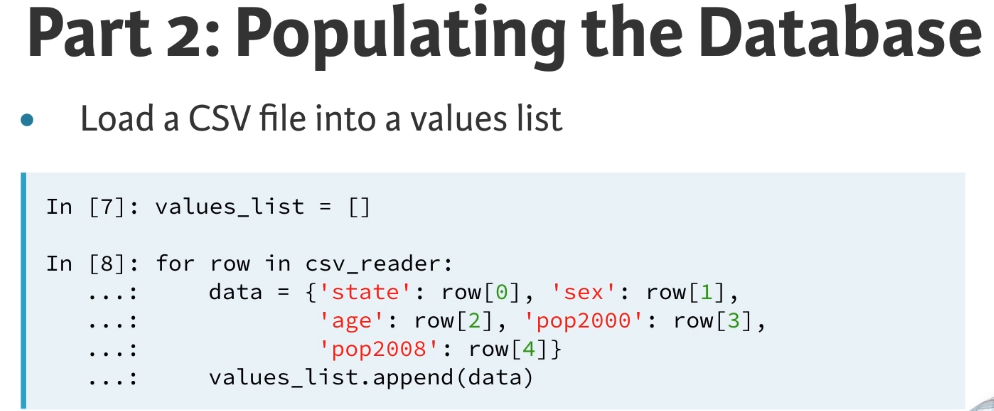 Part 2: Populating the Database
• Load a CSV file into a values list
In [7]: values_list = []
In [8]: for row in csv_reader:
   ...:     data = {'state': row[0], 'sex': row[1],
   ...:             'age': row[2], 'pop2000': row[3],
   ...:             'pop2008': row[4]}
   ...:     values_list.append(data)